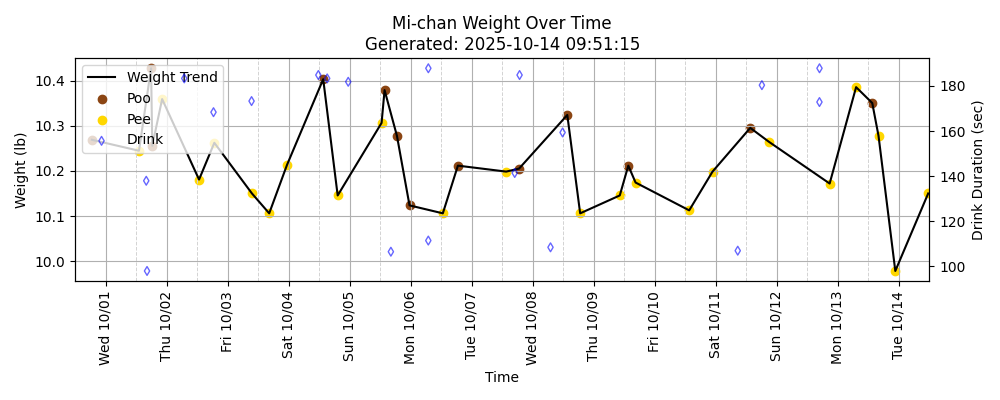 Mi-chan Weight Over Time
Generated: 2025-10-14 09:51:15
Weight (lb)
10.4
10.3
10.2
10.1
10.0
Weight Trend
Poo
Pee
Drink
180
160
140
120
100
Drink Duration (sec)
Wed 10/01
Thu 10/02
Fri 10/03
Sat 10/04
Sun 10/05
Mon 10/06
Tue 10/07
Wed 10/08
Thu 10/09
Fri 10/10
Sat 10/11
Sun 10/12
Mon 10/13
Tue 10/14
Time